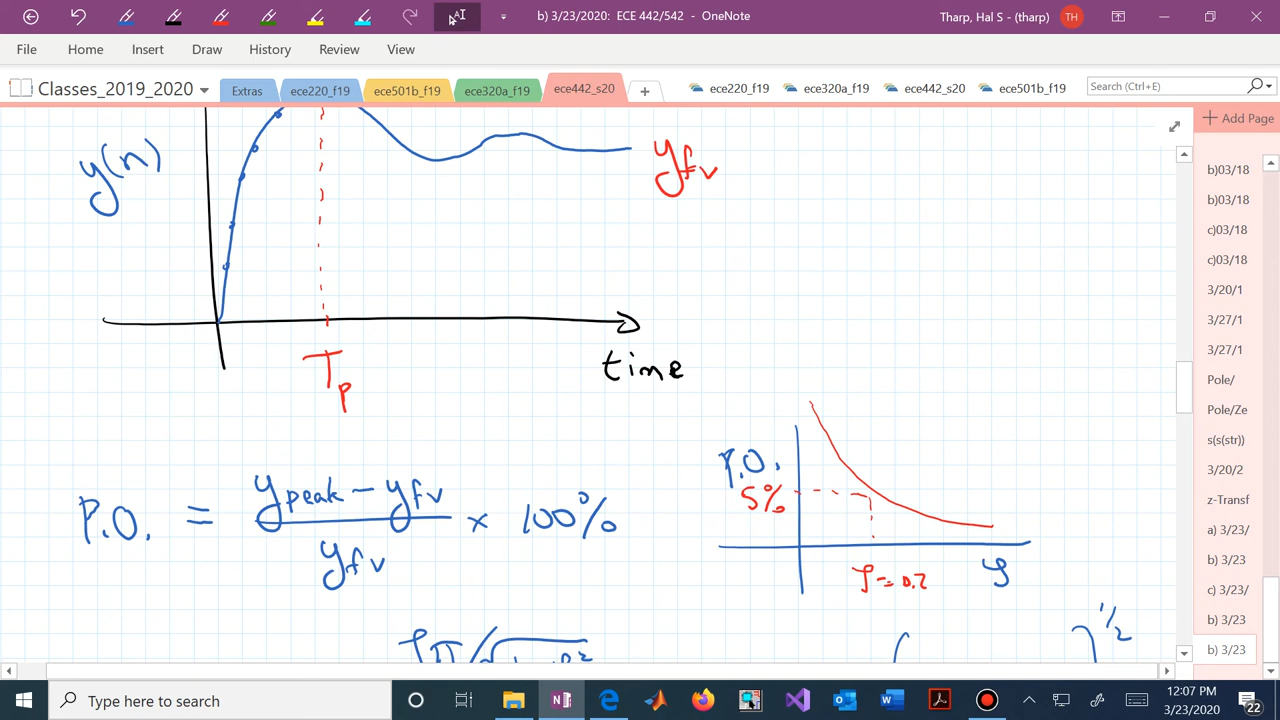 b) 3/23/2020: ECE 442/542 - OneNote
Tharp, Hal S - (tharp)
TH
File Home Insert Draw History Review View
Classes_2019_2020
Extras ece220_f19 ece501b_f19 ece320a_f19 ece442_s20
ece220_f19 ece320a_f19 ece442_s20 ece501b_f19
Search (Ctrl+E)
Add Page
b)03/18
b)03/18
c)03/18
c)03/18
3/20/1
3/27/1
3/27/1
Pole/
Pole/Ze
s(s(str))
3/20/2
z-Transf
a) 3/23/
b) 3/23
c) 3/23/
b) 3/23
b) 3/23
y(n)
yfv
Tp
time
P.O. = (ypeak - yfv) / yfv × 100%
P.O.
5%
ζ = 0.7
ζ
ζπ/√
1/2
Type here to search
12:07 PM
3/23/2020
22